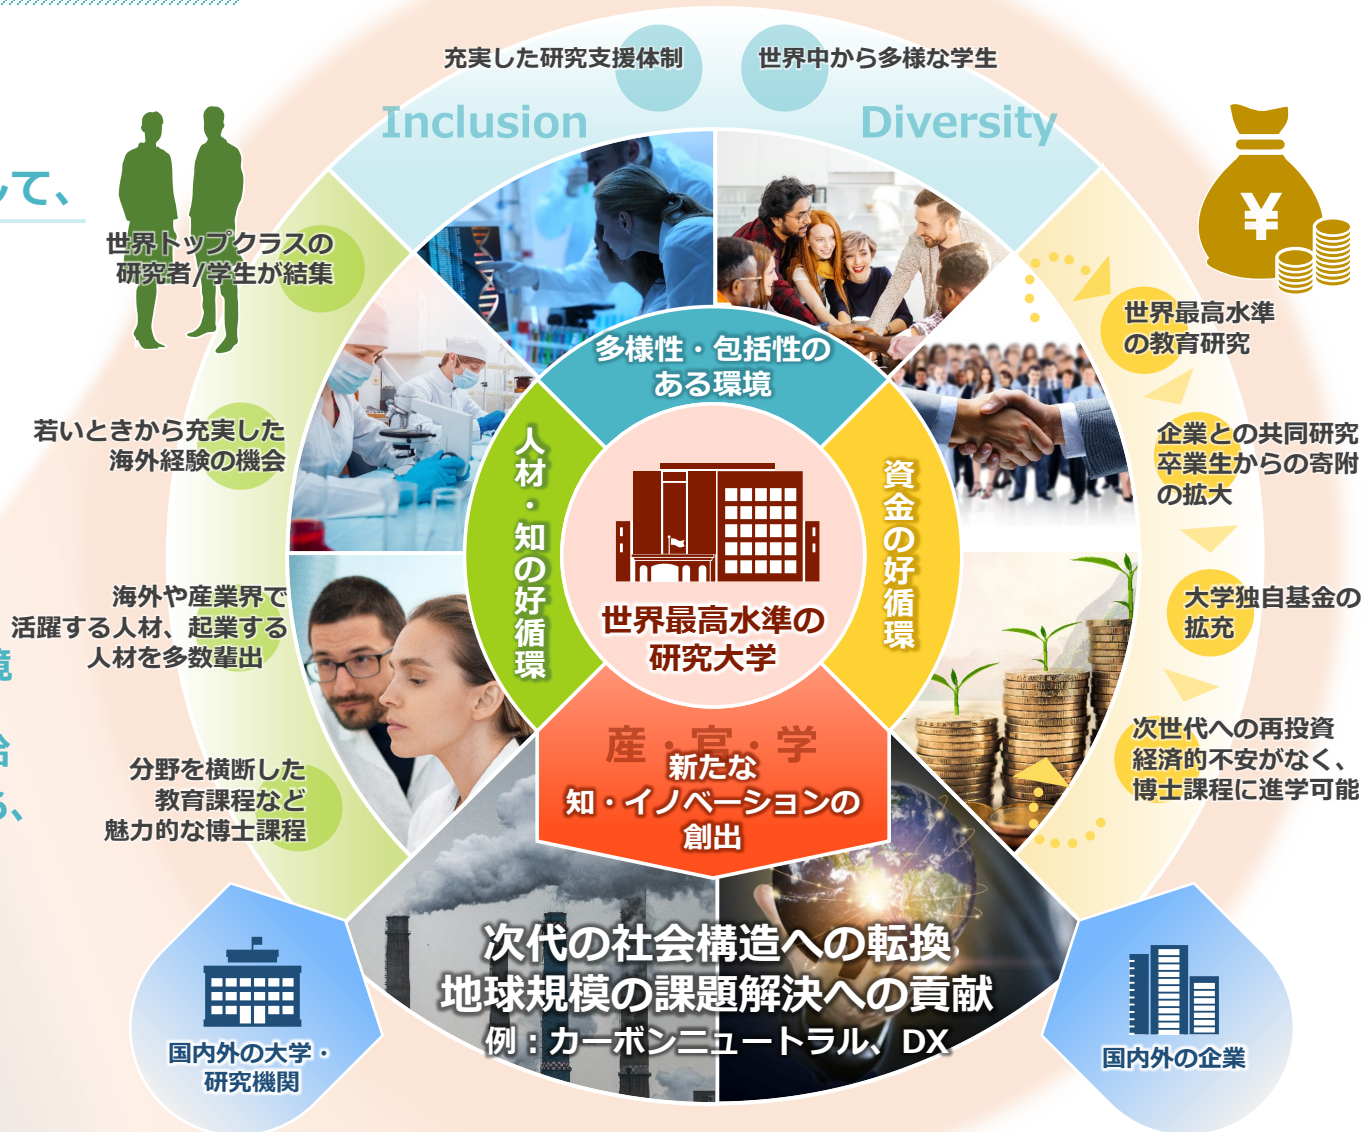 充実した研究支援体制
世界中から多様な学生
Inclusion
Diversity
て、
世界トップクラスの
研究者/学生が結集
¥
世界最高水準
の教育研究
多様性・包括性の
ある環境
若いときから充実した
海外経験の機会
企業との共同研究
卒業生からの寄附
の拡大
人材・知の好循環
資金の好循環
世界最高水準の
研究大学
海外や産業界で
活躍する人材、起業する
人材を多数輩出
大学独自基金の
拡充
境
産・官・学
新たな
知・イノベーションの
創出
次世代への再投資
経済的不安がなく、
博士課程に進学可能
分野を横断した
教育課程など
魅力的な博士課程
次代の社会構造への転換
地球規模の課題解決への貢献
例：カーボンニュートラル、DX
国内外の大学・
研究機関
国内外の企業